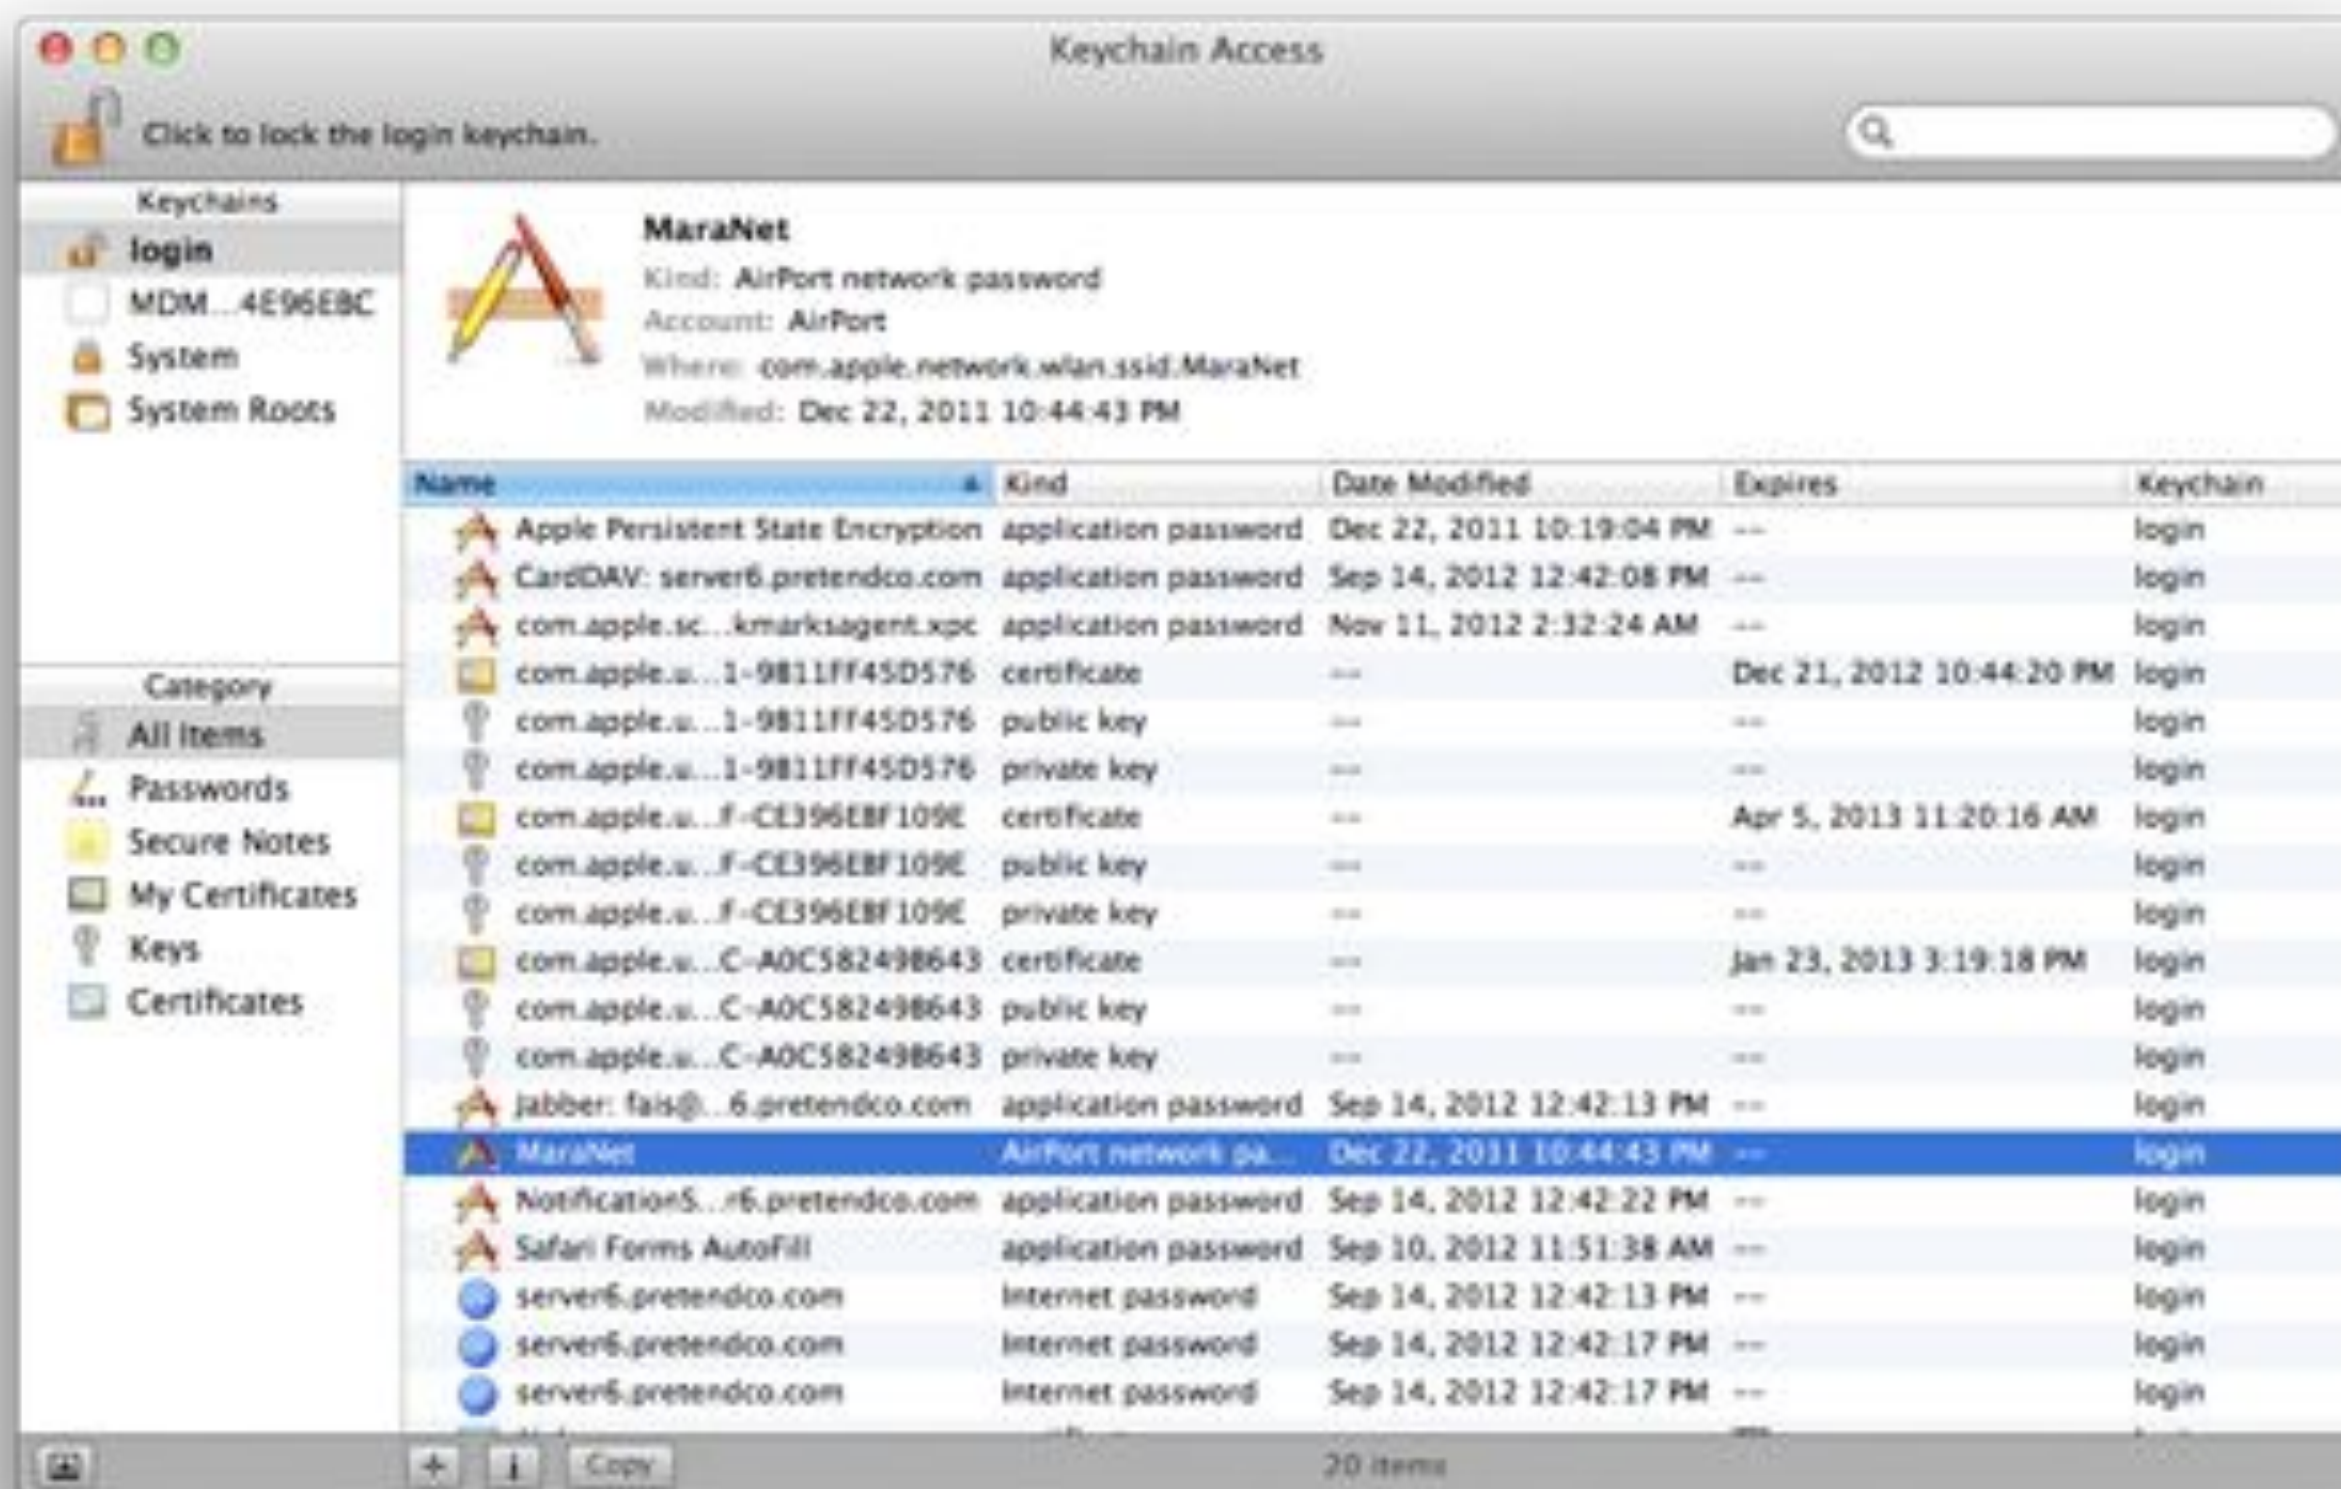 Keychain Access
Click to lock the login keychain.
Keychains
login
MDM...4E96EBC
System
System Roots
Category
All Items
Passwords
Secure Notes
My Certificates
Keys
Certificates
MaraNet
Kind: AirPort network password
Account: AirPort
Where: com.apple.network.wlan.ssid.MaraNet
Modified: Dec 22, 2011 10:44:43 PM
Name Kind Date Modified Expires Keychain
Apple Persistent State Encryption application password Dec 22, 2011 10:19:04 PM -- login
CardDAV: server6.pretendco.com application password Sep 14, 2012 12:42:08 PM -- login
com.apple.sc...kmarksagent.xpc application password Nov 11, 2012 2:32:24 AM -- login
com.apple.u...1-9811FF45D576 certificate -- Dec 21, 2012 10:44:20 PM login
com.apple.u...1-9811FF45D576 public key -- -- login
com.apple.u...1-9811FF45D576 private key -- -- login
com.apple.u...F-CE396EBF109E certificate -- Apr 5, 2013 11:20:16 AM login
com.apple.u...F-CE396EBF109E public key -- -- login
com.apple.u...F-CE396EBF109E private key -- -- login
com.apple.u...C-A0C58249B643 certificate -- Jan 23, 2013 3:19:18 PM login
com.apple.u...C-A0C58249B643 public key -- -- login
com.apple.u...C-A0C58249B643 private key -- -- login
Jabber: fais@...6.pretendco.com application password Sep 14, 2012 12:42:13 PM -- login
MaraNet AirPort network pa... Dec 22, 2011 10:44:43 PM -- login
NotificationS...r6.pretendco.com application password Sep 14, 2012 12:42:22 PM -- login
Safari Forms AutoFill application password Sep 10, 2012 11:51:38 AM -- login
server6.pretendco.com Internet password Sep 14, 2012 12:42:13 PM -- login
server6.pretendco.com Internet password Sep 14, 2012 12:42:17 PM -- login
server6.pretendco.com Internet password Sep 14, 2012 12:42:17 PM -- login
Copy 20 items